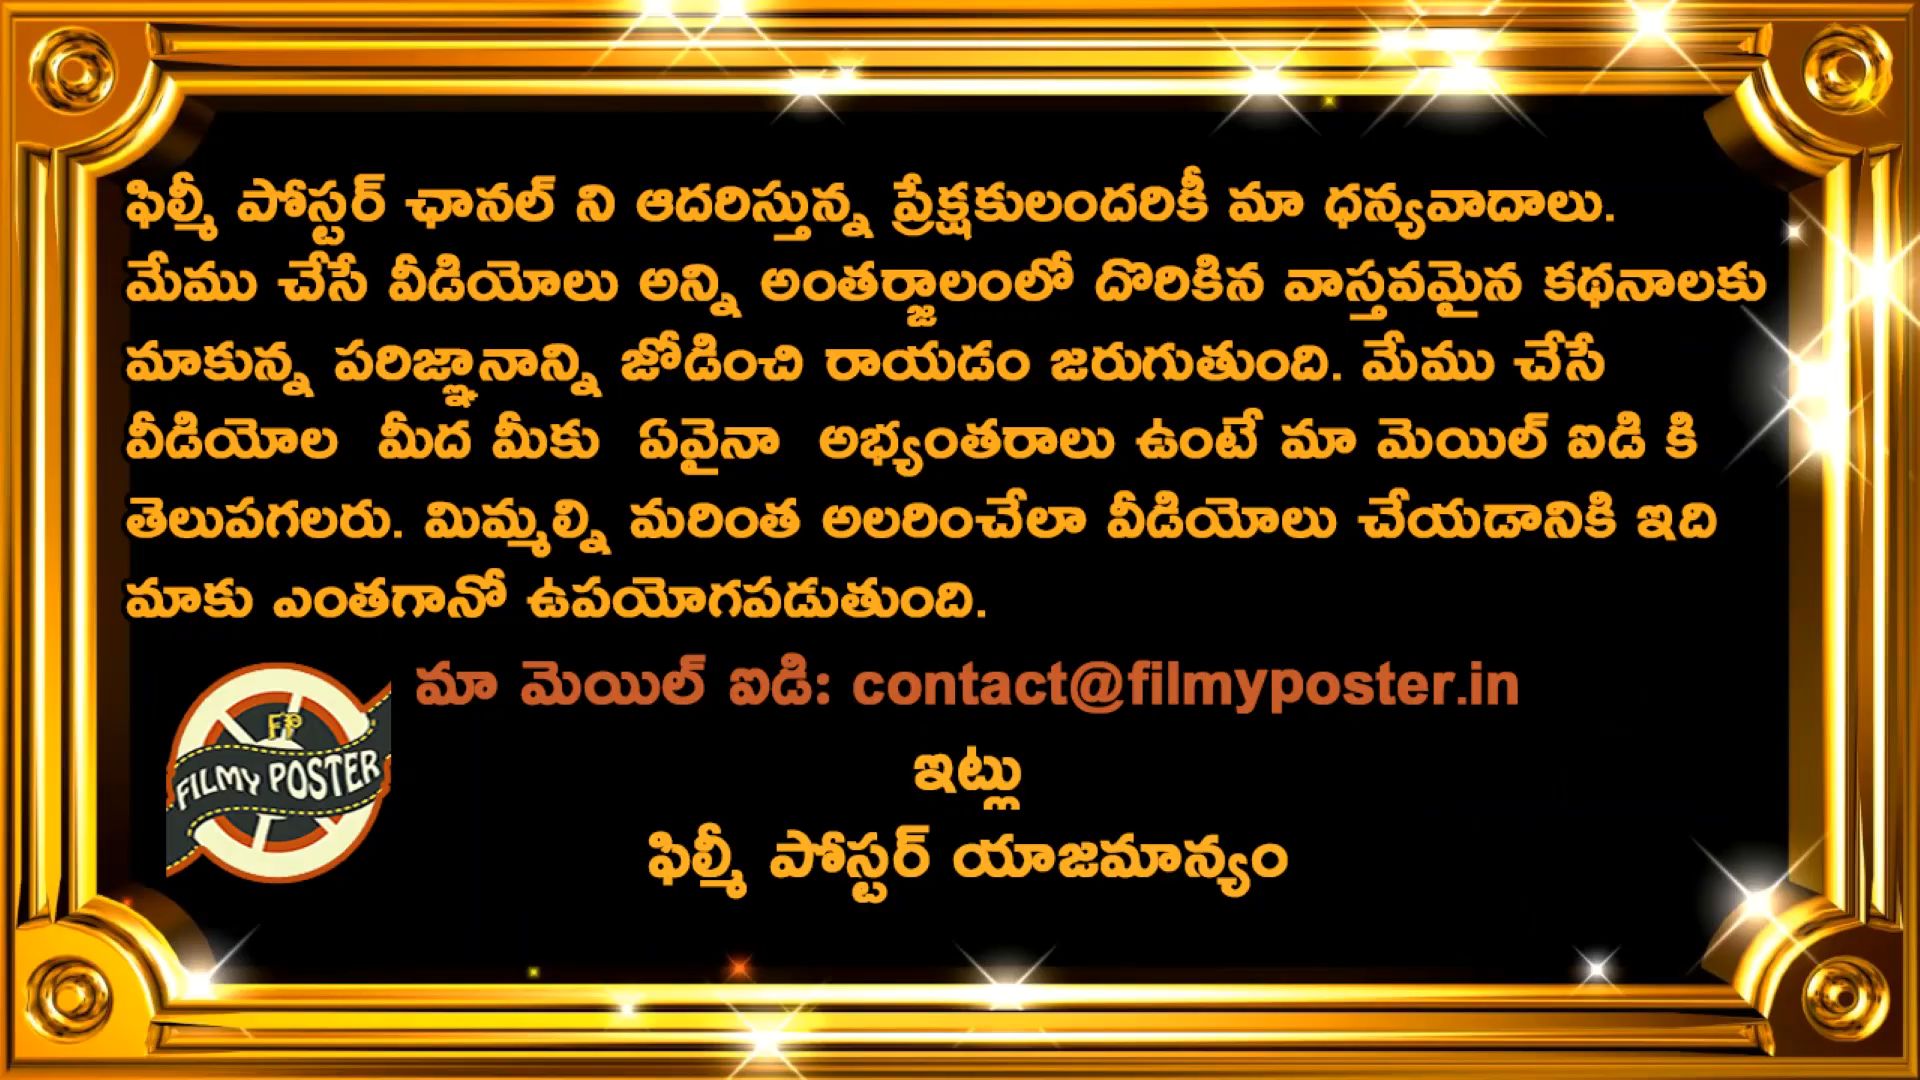 ఫిల్మీ పోస్టర్ ఛానల్ ని ఆదరిస్తున్న ప్రేక్షకులందరికీ మా ధన్యవాదాలు.
మేము చేసే వీడియోలు అన్ని అంతర్జాలంలో దొరికిన వాస్తవమైన కథనాలకు
మాకున్న పరిజ్ఞానాన్ని జోడించి రాయడం జరుగుతుంది. మేము చేసే
వీడియోల మీద మీకు ఏవైనా అభ్యంతరాలు ఉంటే మా మెయిల్ ఐడి కి
తెలుపగలరు. మిమ్మల్ని మరింత అలరించేలా వీడియోలు చేయడానికి ఇది
మాకు ఎంతగానో ఉపయోగపడుతుంది.
మా మెయిల్ ఐడి: contact@filmyposter.in
FP
FILMY POSTER
ఇట్లు
ఫిల్మీ పోస్టర్ యాజమాన్యం